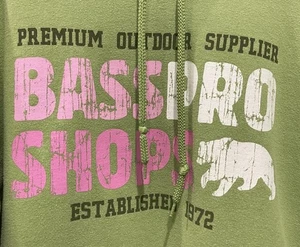 PREMIUM OUTDOOR SUPPLIER
BASS PRO
SHOPS
ESTABLISHED 1972